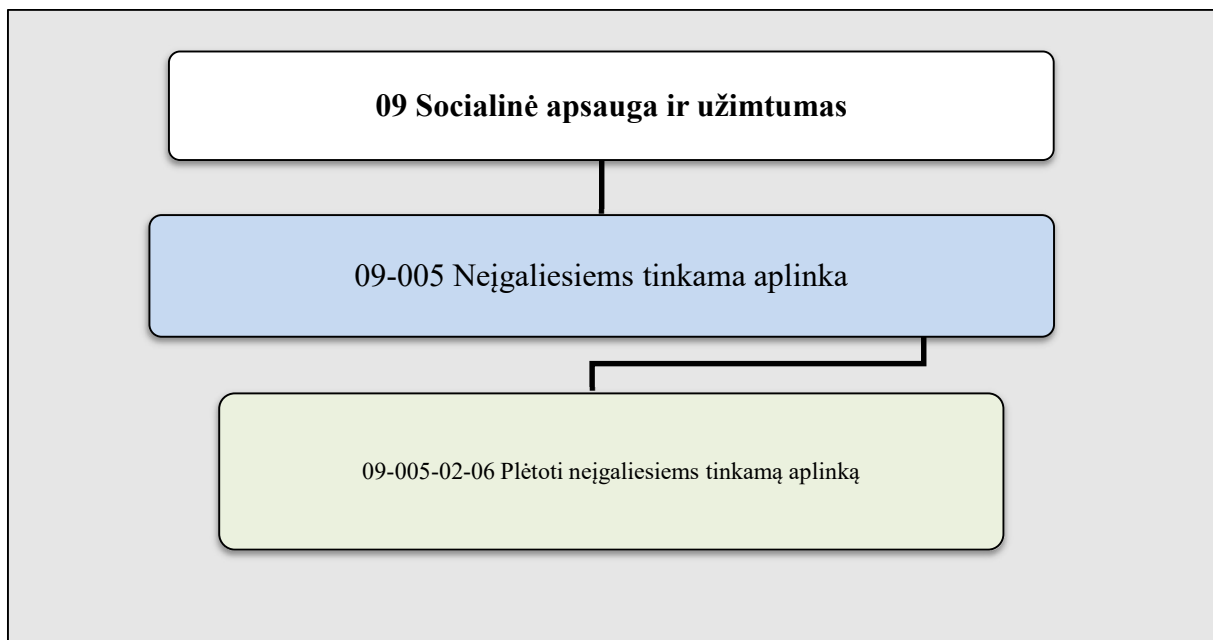 09 Socialinė apsauga ir užimtumas
09-005 Neįgaliesiems tinkama aplinka
09-005-02-06 Plėtoti neįgaliesiems tinkamą aplinką